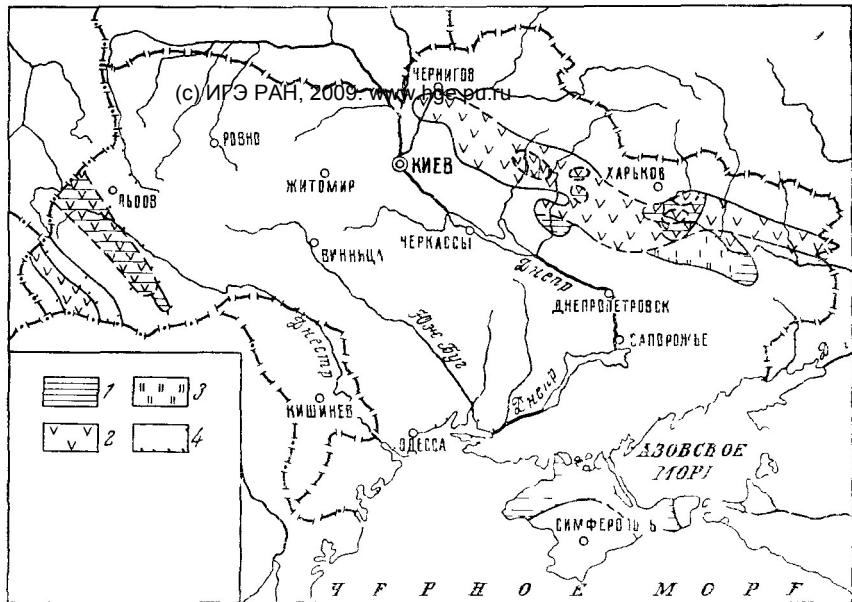 ЧЕРНИГОВ
(c) ИГЭ РАН, 2009. www.hge.pu.ru
РОВНО
КИЕВ
ХАРЬКОВ
ЖИТОМИР
ЛЬВОВ
ЧЕРКАССЫ
ВИННИЦА
Днепр
ДНЕПРОПЕТРОВСК
Днестр
Юж. Буг
ЗАПОРОЖЬЕ
Д
Днепр
1
3
КИШИНЕВ
2
4
ОДЕССА
АЗОВСКОЕ
МОРЕ
СИМФЕРОПОЛЬ
ЧЕРНОЕ МОРЕ